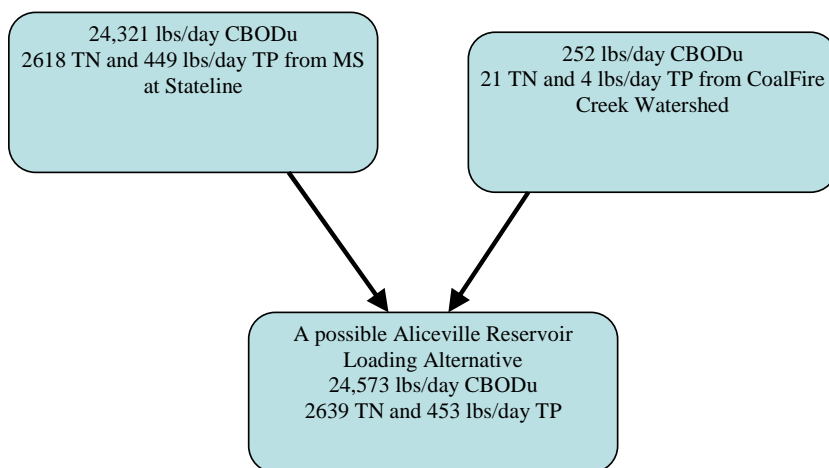 24,321 lbs/day CBODu
2618 TN and 449 lbs/day TP from MS
at Stateline
252 lbs/day CBODu
21 TN and 4 lbs/day TP from CoalFire
Creek Watershed
A possible Aliceville Reservoir
Loading Alternative
24,573 lbs/day CBODu
2639 TN and 453 lbs/day TP